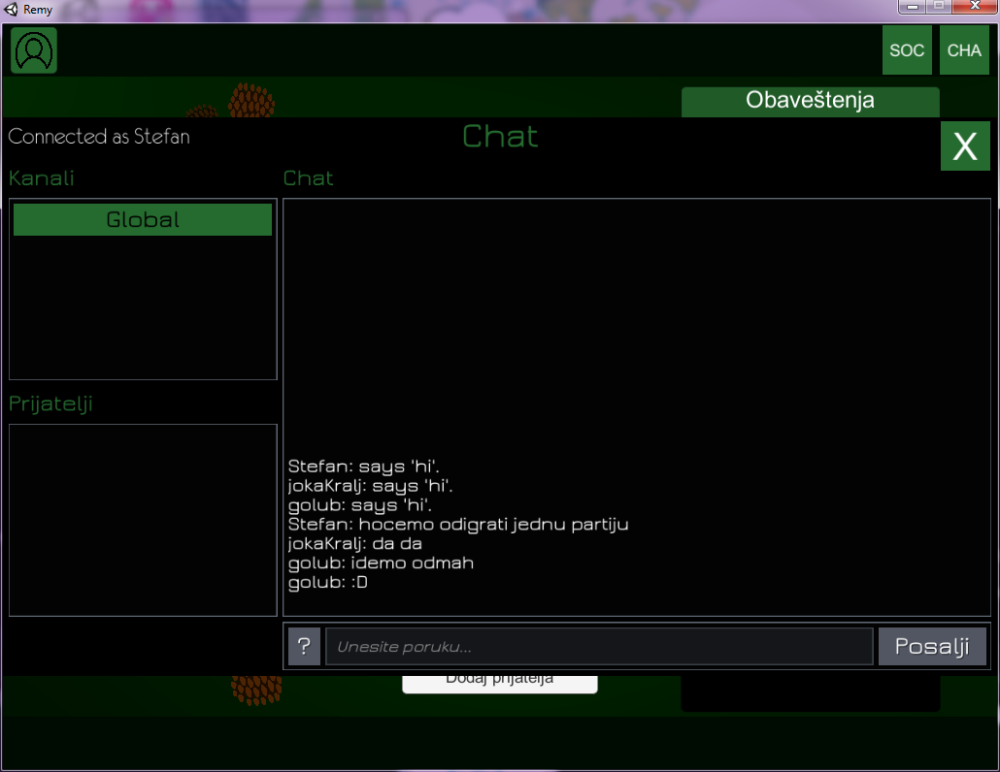 Remy
SOC
CHA
Obaveštenja
Connected as Stefan
Chat
X
Kanali
Chat
Global
Prijatelji
Stefan: says 'hi'.
jokaKralj: says 'hi'.
golub: says 'hi'.
Stefan: hocemo odigrati jednu partiju
jokaKralj: da da
golub: idemo odmah
golub: :D
?
Unesite poruku...
Posalji
Dodaj prijatelja